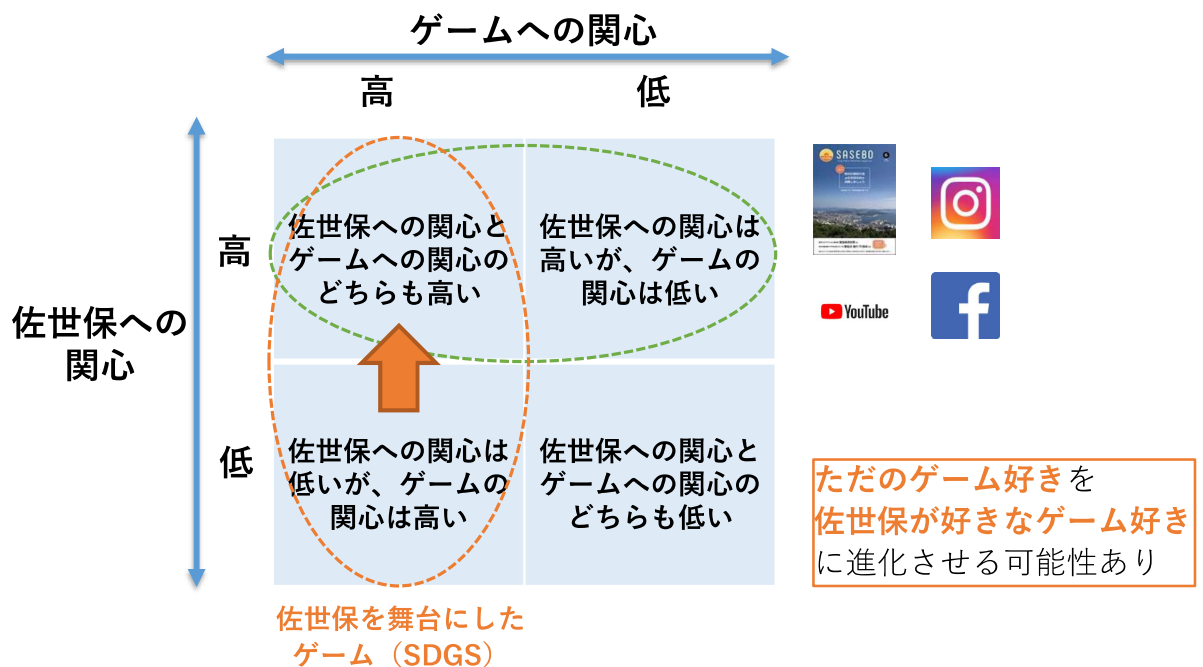 ゲームへの関心
高
低
佐世保への
関心
高
低
佐世保への関心と
ゲームへの関心の
どちらも高い
佐世保への関心は
高いが、ゲームの
関心は低い
佐世保への関心は
低いが、ゲームの
関心は高い
佐世保への関心と
ゲームへの関心の
どちらも低い
SASEBO
YouTube
ただのゲーム好きを
佐世保が好きなゲーム好き
に進化させる可能性あり
佐世保を舞台にした
ゲーム（SDGS）